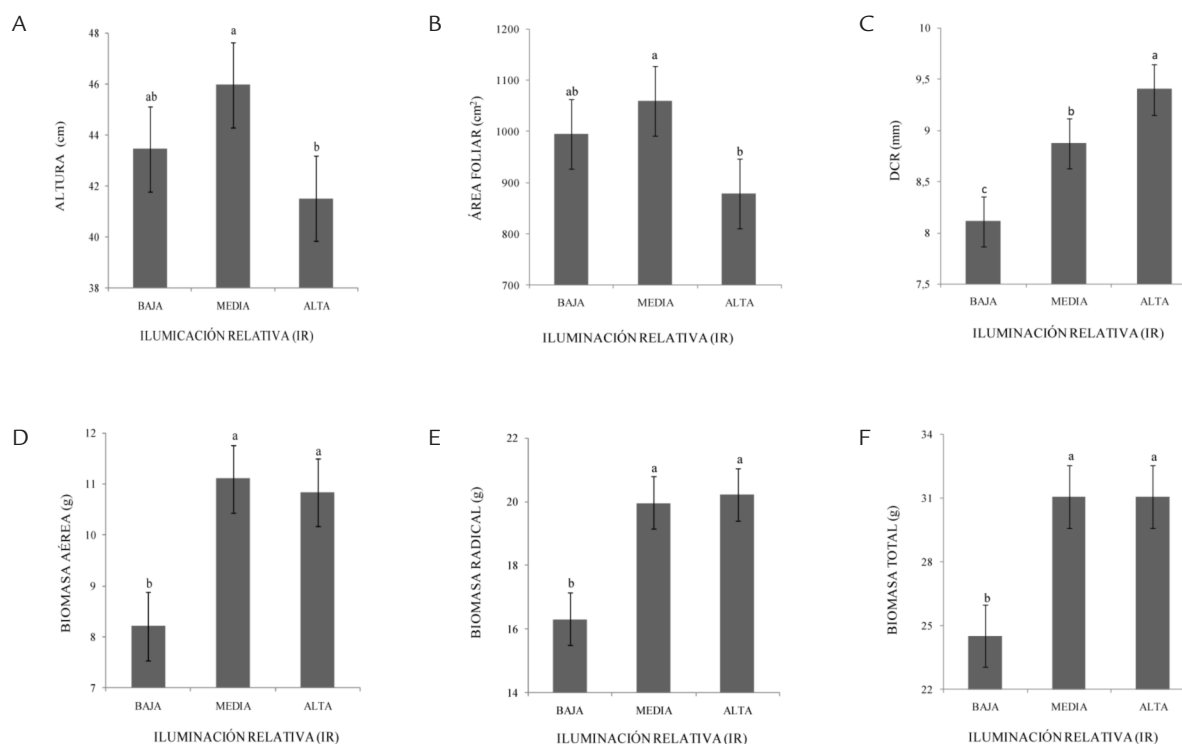 A
ALTURA (cm)
48
46
44
42
40
38
ab
a
b
BAJA MEDIA ALTA
ILUMICACIÓN RELATIVA (IR)
B
ÁREA FOLIAR (cm²)
1200
1100
1000
900
800
700
ab
a
b
BAJA MEDIA ALTA
ILUMINACIÓN RELATIVA (IR)
C
DCR (mm)
10
9,5
9
8,5
8
7,5
c
b
a
BAJA MEDIA ALTA
ILUMINACIÓN RELATIVA (IR)
D
BIOMASA AÉREA (g)
12
11
10
9
8
7
b
a
a
BAJA MEDIA ALTA
ILUMINACIÓN RELATIVA (IR)
E
BIOMASA RADICAL (g)
22
20
18
16
14
b
a
a
BAJA MEDIA ALTA
ILUMINACIÓN RELATIVA (IR)
F
BIOMASA TOTAL (g)
34
31
28
25
22
b
a
a
BAJA MEDIA ALTA
ILUMINACIÓN RELATIVA (IR)